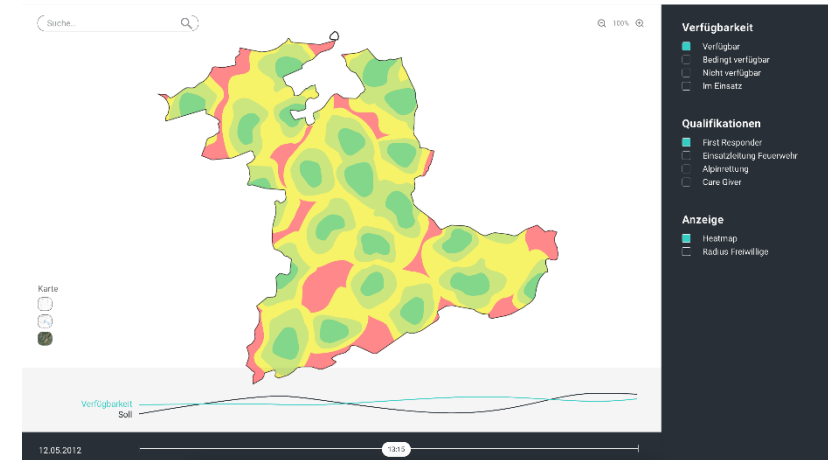 Suche..
100%
Karte
Verfügbarkeit
Soll
12.05.2012
13:15
Verfügbarkeit
Verfügbar
Bedingt verfügbar
Nicht verfügbar
Im Einsatz
Qualifikationen
First Responder
Einsatzleitung Feuerwehr
Alpinrettung
Care Giver
Anzeige
Heatmap
Radius Freiwillige